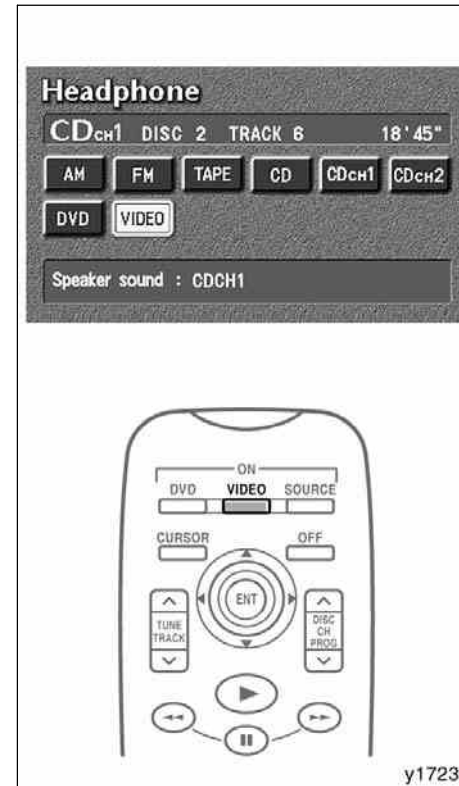 Headphone
CDCH1 DISC 2 TRACK 6 18'45"
AM FM TAPE CD CDCH1 CDCH2
DVD VIDEO
Speaker sound : CDCH1
ON
DVD VIDEO SOURCE
CURSOR OFF
ENT
TUNE
TRACK
DISC
CH
PROG
y1723